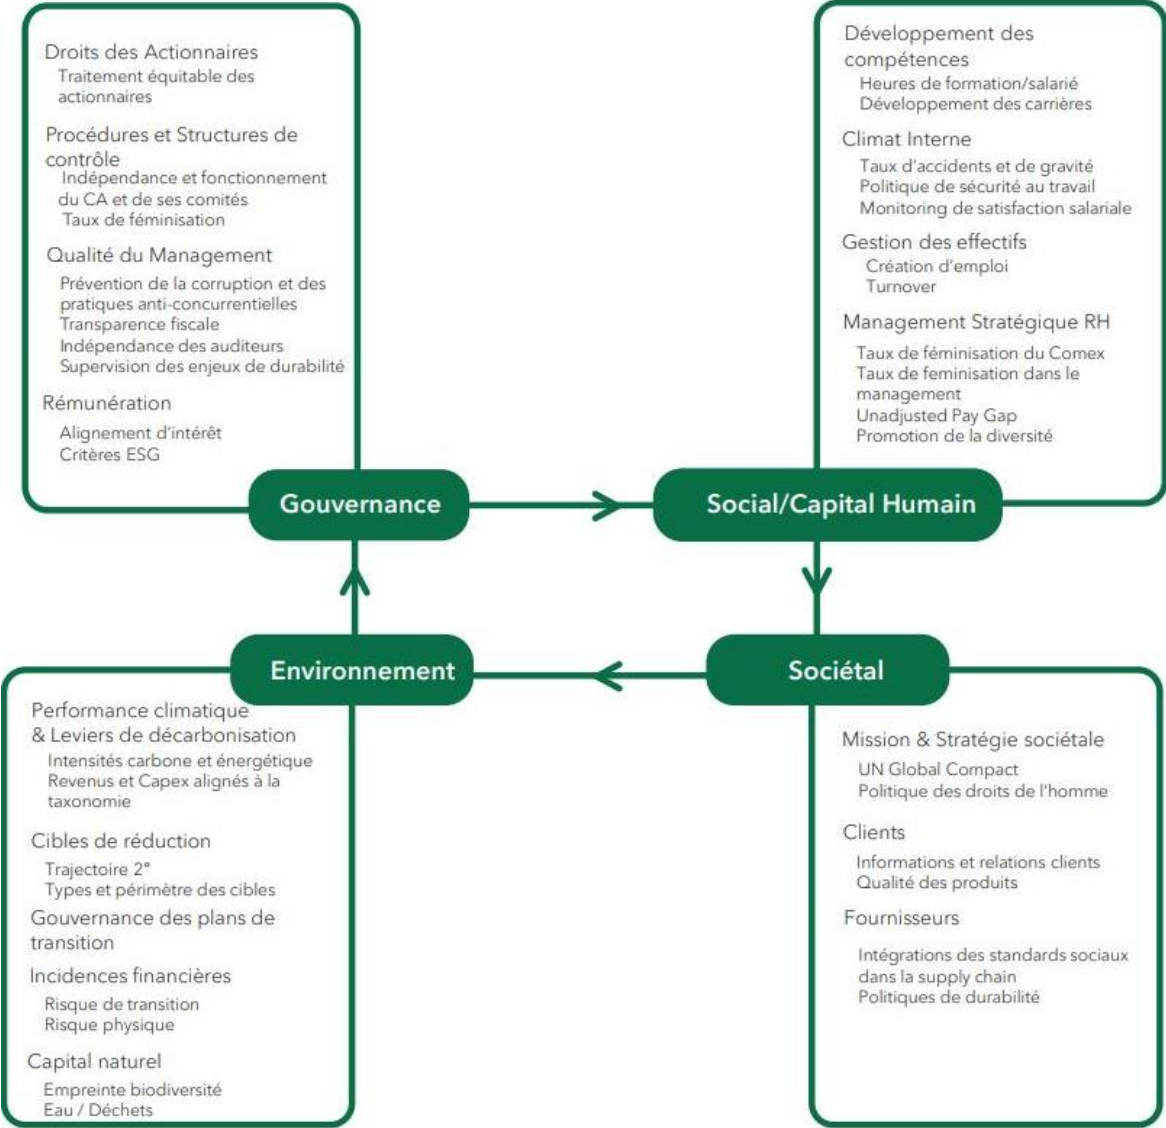 Droits des Actionnaires
Traitement équitable des
actionnaires
Procédures et Structures de
contrôle
Indépendance et fonctionnement
du CA et de ses comités
Taux de féminisation
Qualité du Management
Prévention de la corruption et des
pratiques anti-concurrentielles
Transparence fiscale
Indépendance des auditeurs
Supervision des enjeux de durabilité
Rémunération
Alignement d'intérêt
Critères ESG
Gouvernance
Développement des
compétences
Heures de formation/salarié
Développement des carrières
Climat Interne
Taux d'accidents et de gravité
Politique de sécurité au travail
Monitoring de satisfaction salariale
Gestion des effectifs
Création d'emploi
Turnover
Management Stratégique RH
Taux de féminisation du Comex
Taux de feminisation dans le
management
Unadjusted Pay Gap
Promotion de la diversité
Social/Capital Humain
Environnement
Performance climatique
& Leviers de décarbonisation
Intensités carbone et énergétique
Revenus et Capex alignés à la
taxonomie
Cibles de réduction
Trajectoire 2°
Types et périmètre des cibles
Gouvernance des plans de
transition
Incidences financières
Risque de transition
Risque physique
Capital naturel
Empreinte biodiversité
Eau / Déchets
Sociétal
Mission & Stratégie sociétale
UN Global Compact
Politique des droits de l'homme
Clients
Informations et relations clients
Qualité des produits
Fournisseurs
Intégrations des standards sociaux
dans la supply chain
Politiques de durabilité